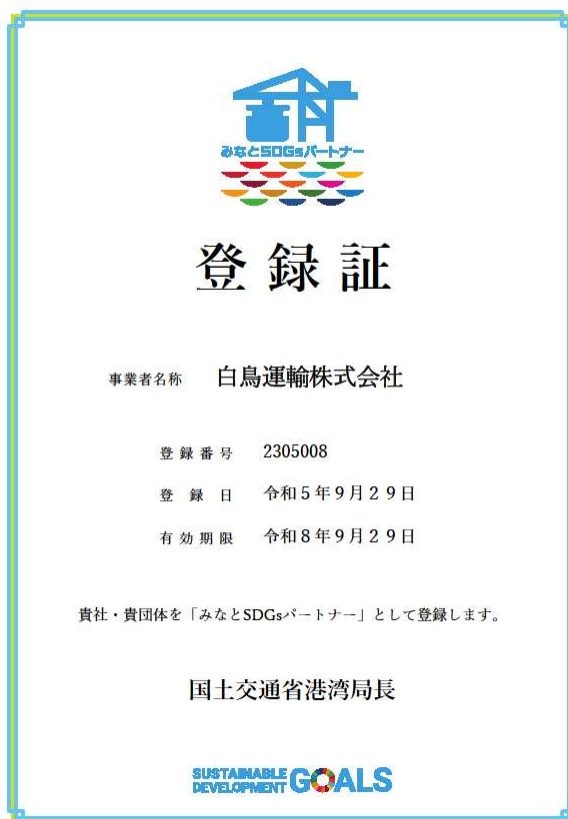 みなとSDGsパートナー
登録証
事業者名称 白鳥運輸株式会社
登録番号 2305008
登録日 令和5年9月29日
有効期限 令和8年9月29日
貴社・貴団体を「みなとSDGsパートナー」として登録します。
国土交通省港湾局長
SUSTAINABLE
DEVELOPMENT GOALS